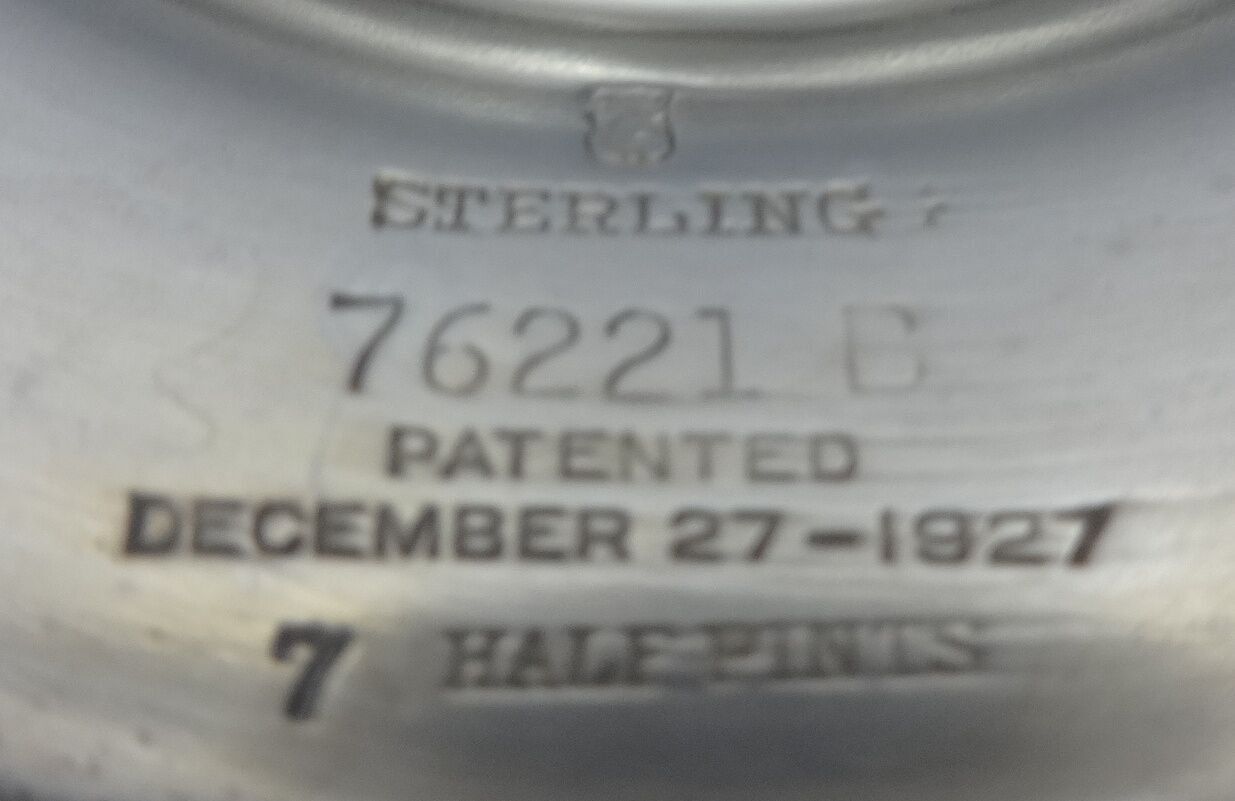 STERLING
76221 B
PATENTED
DECEMBER 27-1927
7 HALF PINTS